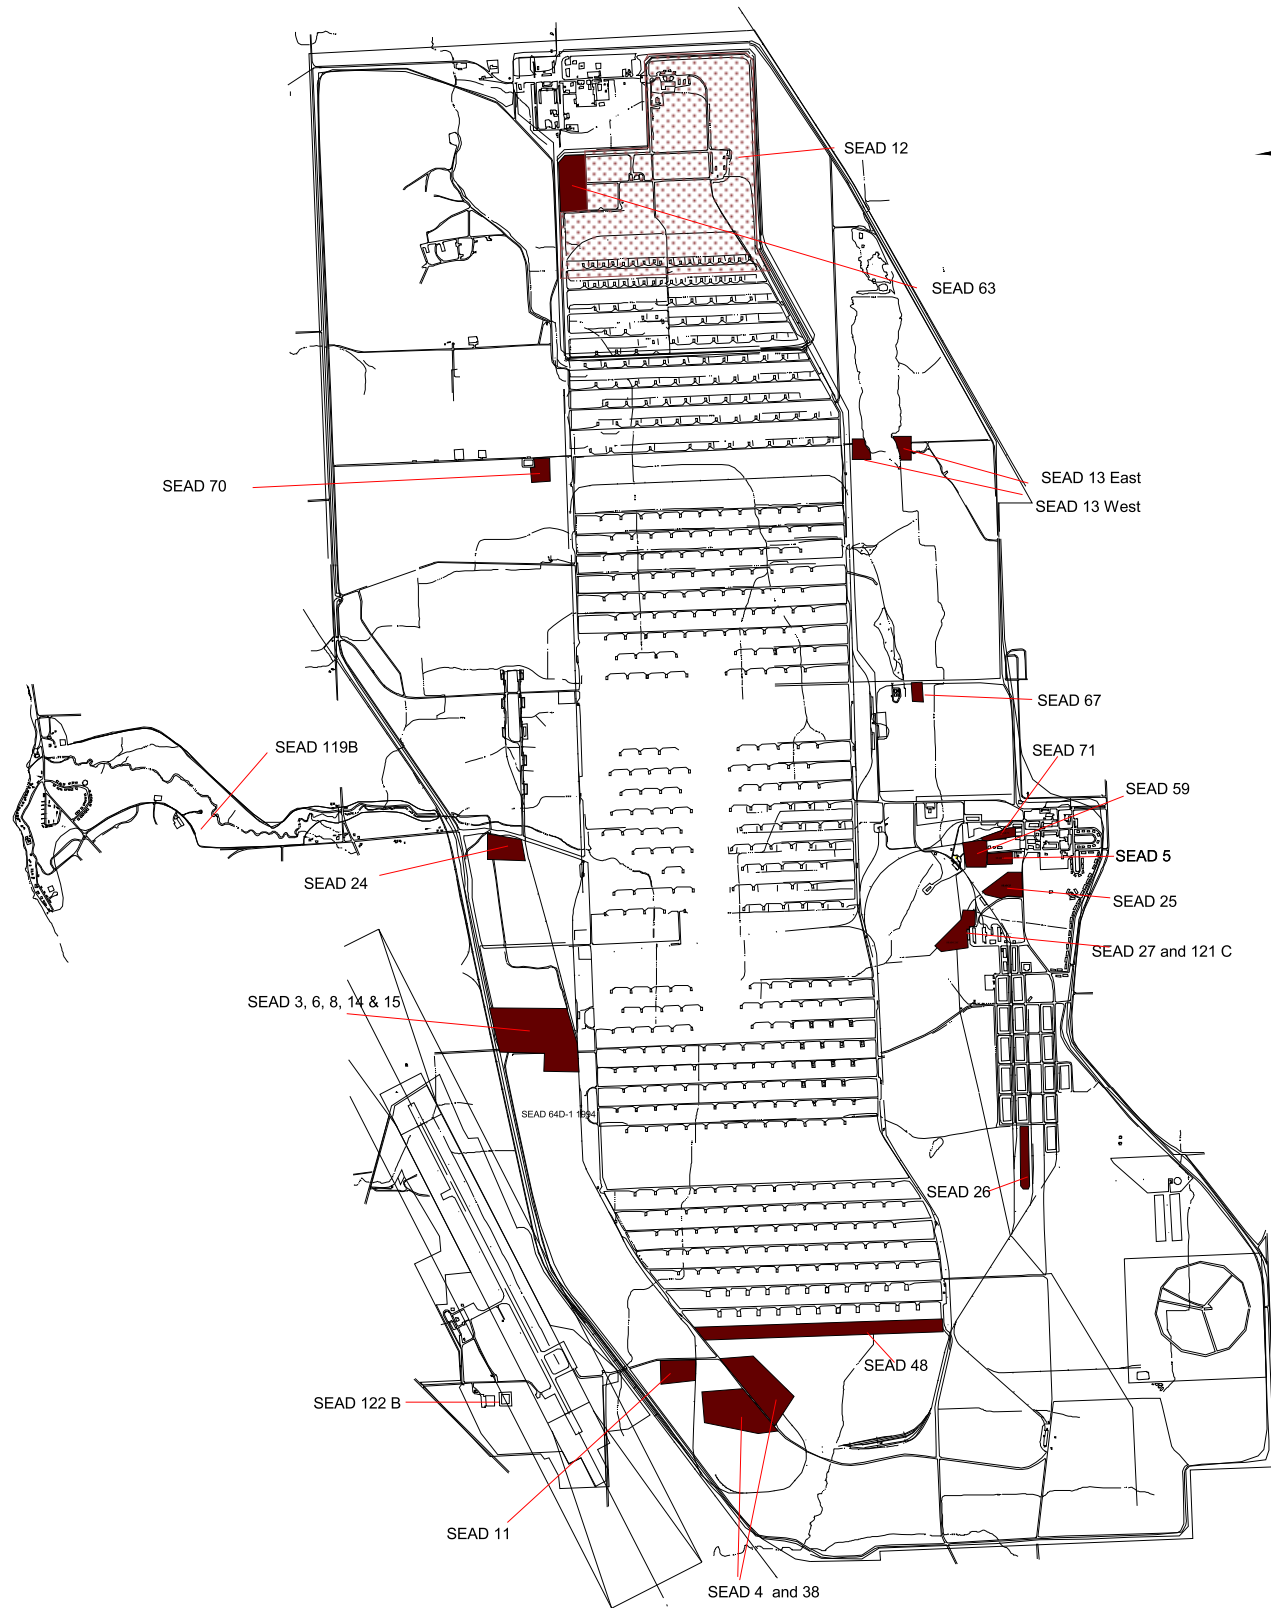 SEAD 12
SEAD 63
SEAD 70
SEAD 13 East
SEAD 13 West
SEAD 67
SEAD 119B
SEAD 71
SEAD 59
SEAD 5
SEAD 24
SEAD 25
SEAD 27 and 121 C
SEAD 3, 6, 8, 14 & 15
SEAD 64D-1 1994
SEAD 26
SEAD 48
SEAD 122 B
SEAD 11
SEAD 4 and 38